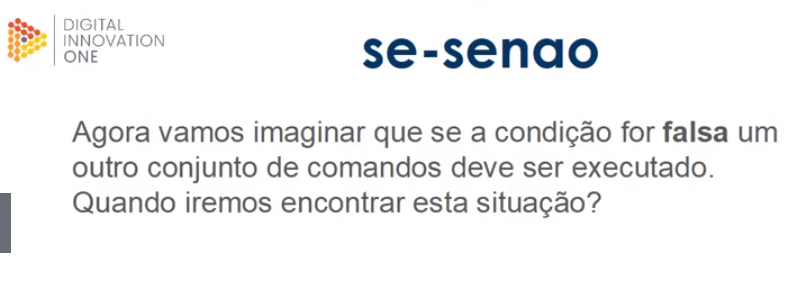 DIGITAL
INNOVATION
ONE
se-senao
Agora vamos imaginar que se a condição for falsa um
outro conjunto de comandos deve ser executado.
Quando iremos encontrar esta situação?